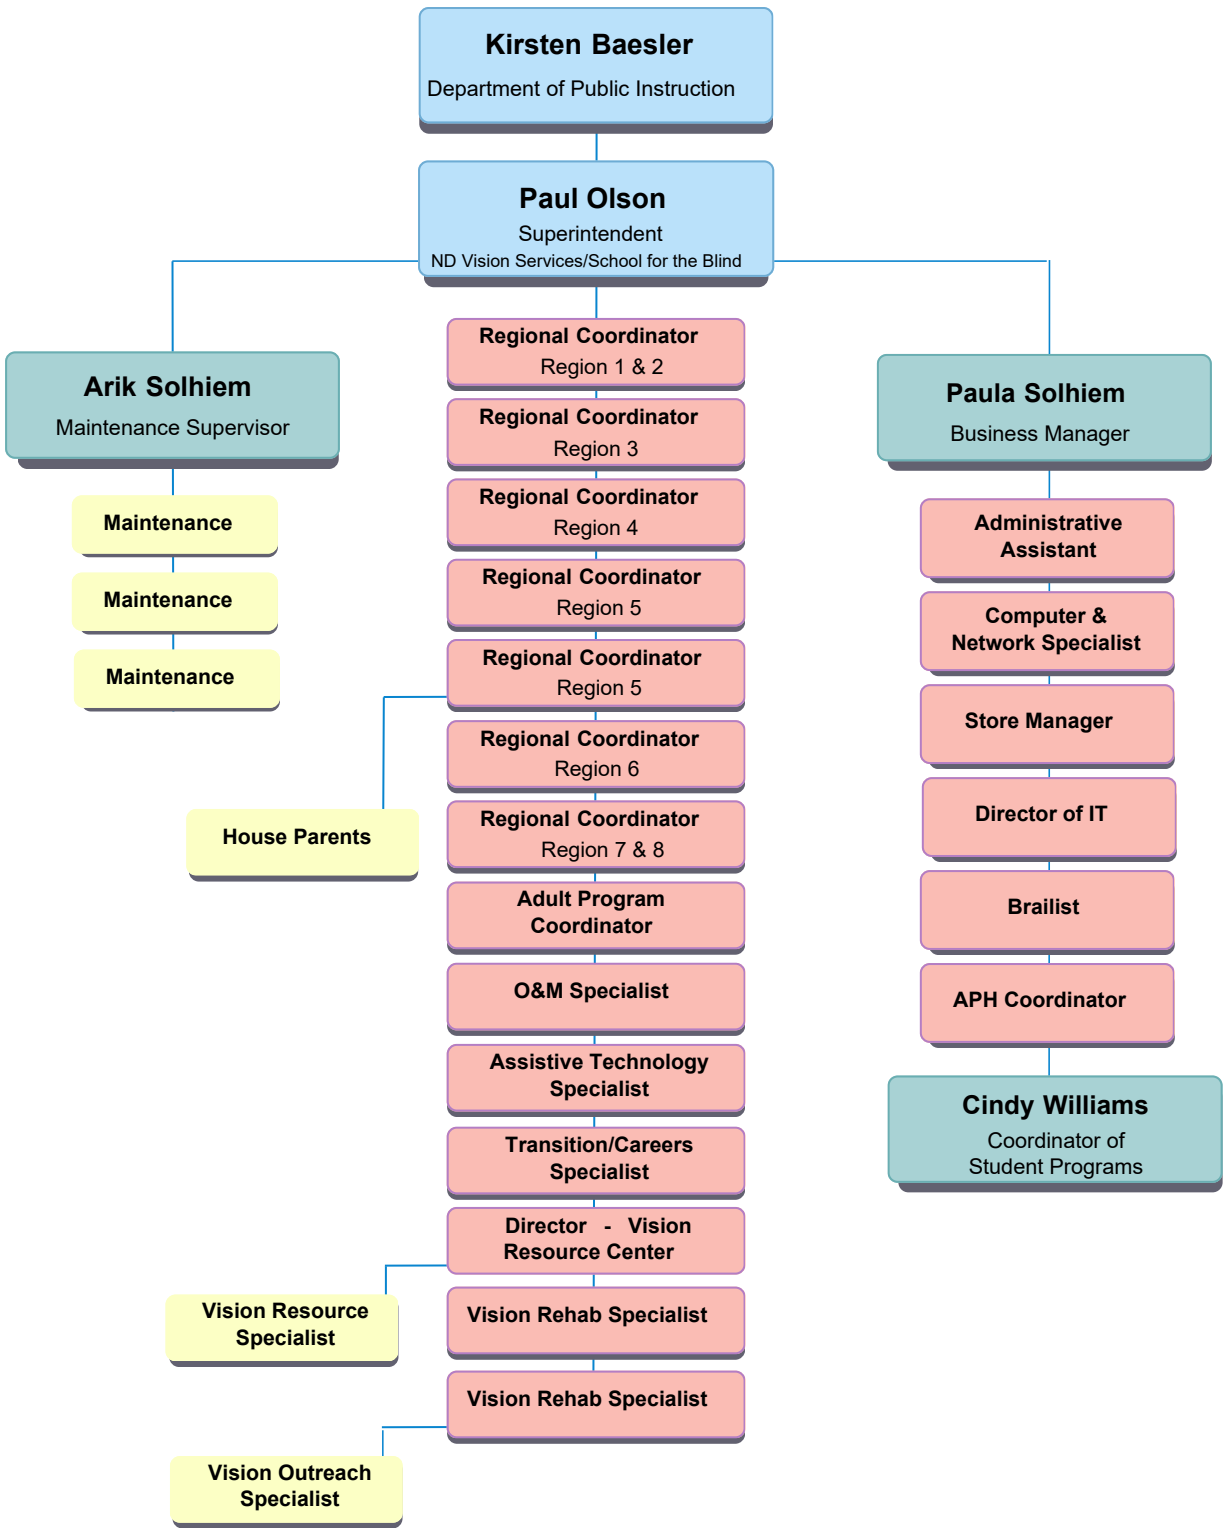 Kirsten Baesler
Department of Public Instruction
Paul Olson
Superintendent
ND Vision Services/School for the Blind
Arik Solhiem
Maintenance Supervisor
Maintenance
Maintenance
Maintenance
Regional Coordinator
Region 1 & 2
Regional Coordinator
Region 3
Regional Coordinator
Region 4
Regional Coordinator
Region 5
Regional Coordinator
Region 5
House Parents
Regional Coordinator
Region 6
Regional Coordinator
Region 7 & 8
Adult Program
Coordinator
O&M Specialist
Assistive Technology
Specialist
Transition/Careers
Specialist
Director - Vision
Resource Center
Vision Resource
Specialist
Vision Rehab Specialist
Vision Rehab Specialist
Vision Outreach
Specialist
Paula Solhiem
Business Manager
Administrative
Assistant
Computer &
Network Specialist
Store Manager
Director of IT
Brailist
APH Coordinator
Cindy Williams
Coordinator of
Student Programs